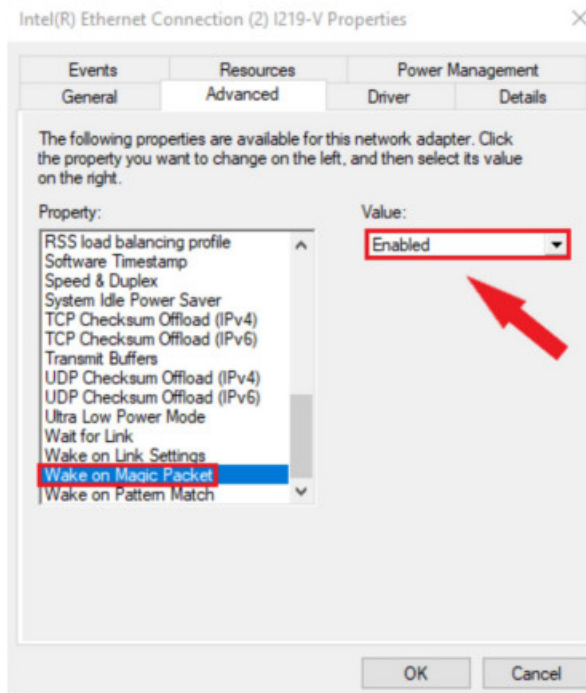 Intel(R) Ethernet Connection (2) I219-V Properties
Events
Resources
Power Management
General
Advanced
Driver
Details
The following properties are available for this network adapter. Click
the property you want to change on the left, and then select its value
on the right.
Property:
Value:
RSS load balancing profile
Enabled
Software Timestamp
Speed & Duplex
System Idle Power Saver
TCP Checksum Offload (IPv4)
TCP Checksum Offload (IPv6)
Transmit Buffers
UDP Checksum Offload (IPv4)
UDP Checksum Offload (IPv6)
Ultra Low Power Mode
Wait for Link
Wake on Link Settings
Wake on Magic Packet
Wake on Pattern Match
OK
Cancel